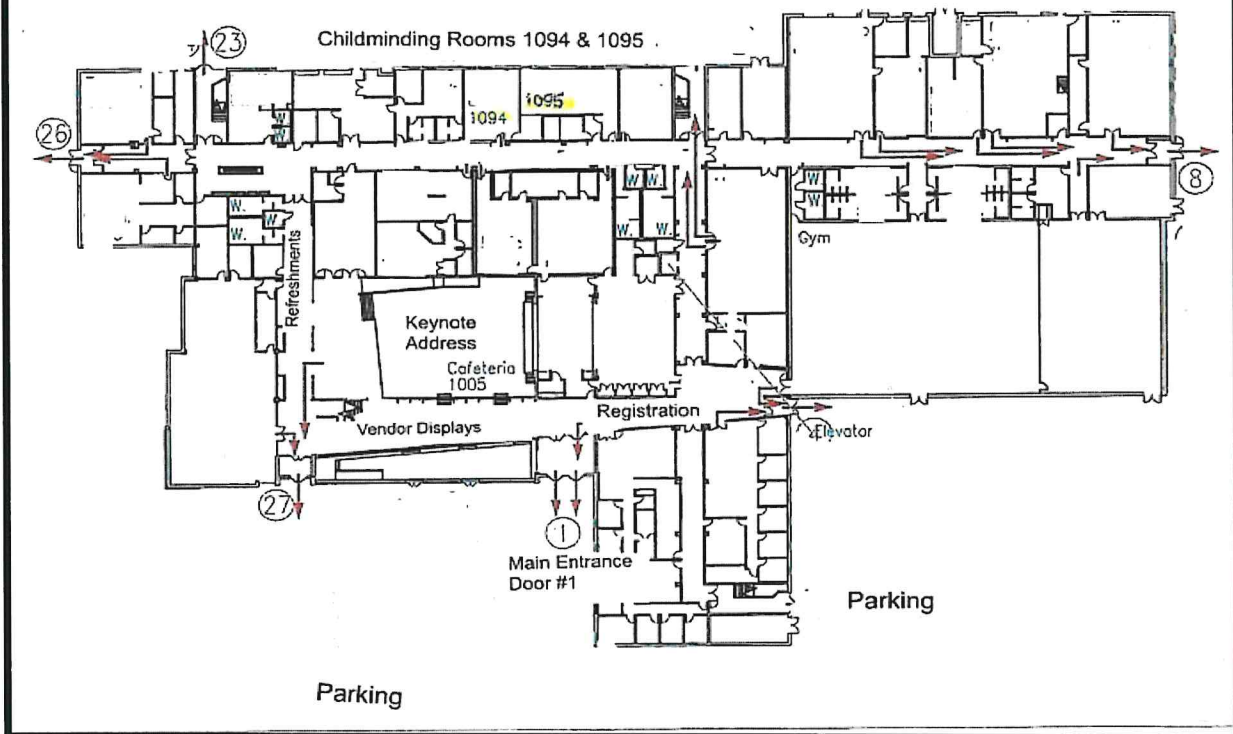 23
Childminding Rooms 1094 & 1095
1095
1094
26
W
W
8
W.
W.
W
W
W.
W
W.
W.
W
Gym
Refreshments
Keynote
Address
Cafeteria
1005
Registration
Vendor Displays
Elevator
27
1
Main Entrance
Door #1
Parking
Parking